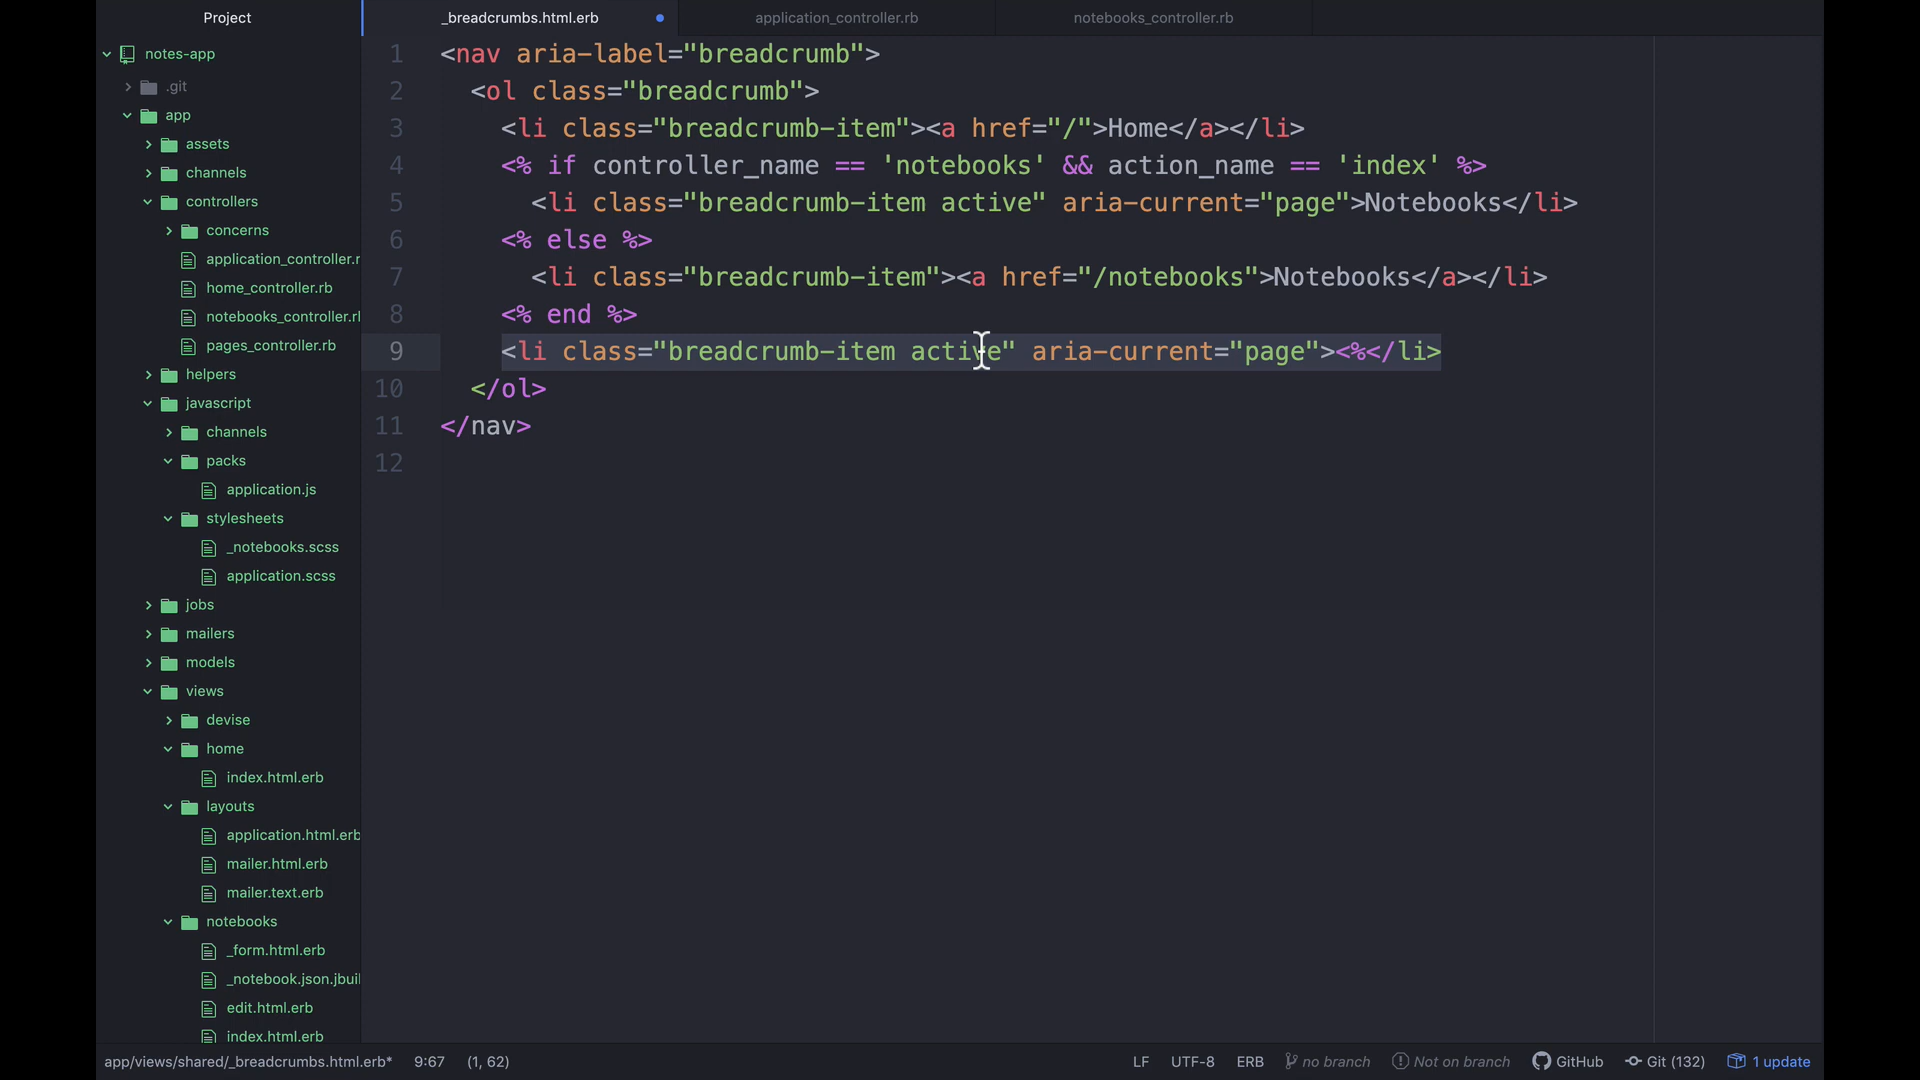 Project
notes-app
.git
app
assets
channels
controllers
concerns
application_controller.r
home_controller.rb
notebooks_controller.rl
pages_controller.rb
helpers
javascript
channels
packs
application.js
stylesheets
_notebooks.scss
application.scss
jobs
mailers
models
views
devise
home
index.html.erb
layouts
application.html.erb
mailer.html.erb
mailer.text.erb
notebooks
_form.html.erb
_notebook.json.jbuil
edit.html.erb
index.html.erb
_breadcrumbs.html.erb application_controller.rb notebooks_controller.rb
1 <nav aria-label="breadcrumb">
2 <ol class="breadcrumb">
3 <li class="breadcrumb-item"><a href="/">Home</a></li>
4 <% if controller_name == 'notebooks' && action_name == 'index' %>
5 <li class="breadcrumb-item active" aria-current="page">Notebooks</li>
6 <% else %>
7 <li class="breadcrumb-item"><a href="/notebooks">Notebooks</a></li>
8 <% end %>
9 <li class="breadcrumb-item active" aria-current="page"><%</li>
10 </ol>
11 </nav>
12
app/views/shared/_breadcrumbs.html.erb* 9:67 (1, 62) LF UTF-8 ERB no branch Not on branch GitHub Git (132) 1 update